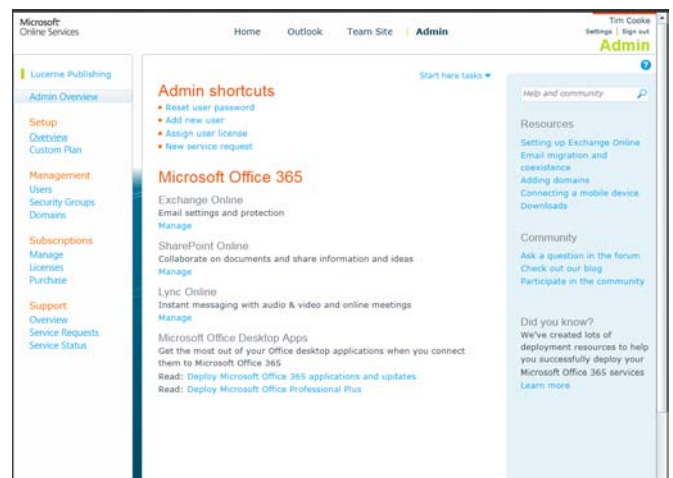 Microsoft®
Online Services
Home Outlook Team Site | Admin
Tim Cooke
Settings | Sign out
Admin
Lucerne Publishing
Admin Overview
Setup
Overview
Custom Plan
Management
Users
Security Groups
Domains
Subscriptions
Manage
Licenses
Purchase
Support
Overview
Service Requests
Service Status
Start here tasks
Admin shortcuts
Reset user password
Add new user
Assign user license
New service request
Microsoft Office 365
Exchange Online
Email settings and protection
Manage
SharePoint Online
Collaborate on documents and share information and ideas
Manage
Lync Online
Instant messaging with audio & video and online meetings
Manage
Microsoft Office Desktop Apps
Get the most out of your Office desktop applications when you connect
them to Microsoft Office 365
Read: Deploy Microsoft Office 365 applications and updates
Read: Deploy Microsoft Office Professional Plus
?
Help and community
Resources
Setting up Exchange Online
Email migration and
coexistence
Adding domains
Connecting a mobile device
Downloads
Community
Ask a question in the forum
Check out our blog
Participate in the community
Did you know?
We've created lots of
deployment resources to help
you successfully deploy your
Microsoft Office 365 services
Learn more